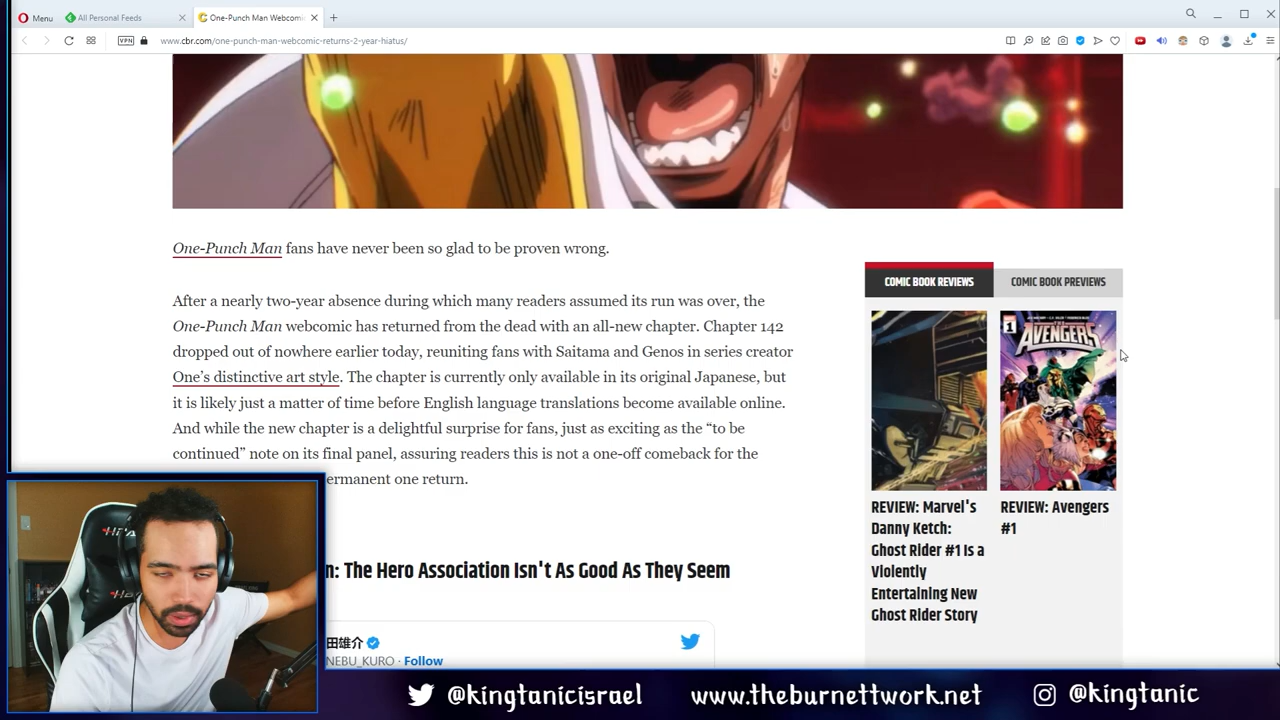 Menu
All Personal Feeds
One-Punch Man Webcomic
VPN
www.cbr.com/one-punch-man-webcomic-returns-2-year-hiatus/
One-Punch Man fans have never been so glad to be proven wrong.
After a nearly two-year absence during which many readers assumed its run was over, the
One-Punch Man webcomic has returned from the dead with an all-new chapter. Chapter 142
dropped out of nowhere earlier today, reuniting fans with Saitama and Genos in series creator
One's distinctive art style. The chapter is currently only available in its original Japanese, but
it is likely just a matter of time before English language translations become available online.
And while the new chapter is a delightful surprise for fans, just as exciting as the “to be
continued” note on its final panel, assuring readers this is not a one-off comeback for the
ermanent one return.
n: The Hero Association Isn't As Good As They Seem
田雄介
NEBU_KURO · Follow
COMIC BOOK REVIEWS
COMIC BOOK PREVIEWS
1
THE
AVENGERS
REVIEW: Marvel's
Danny Ketch:
Ghost Rider #1 Is a
Violently
Entertaining New
Ghost Rider Story
REVIEW: Avengers
#1
@kingtanicisrael
www.theburnettwork.net
@kingtanic